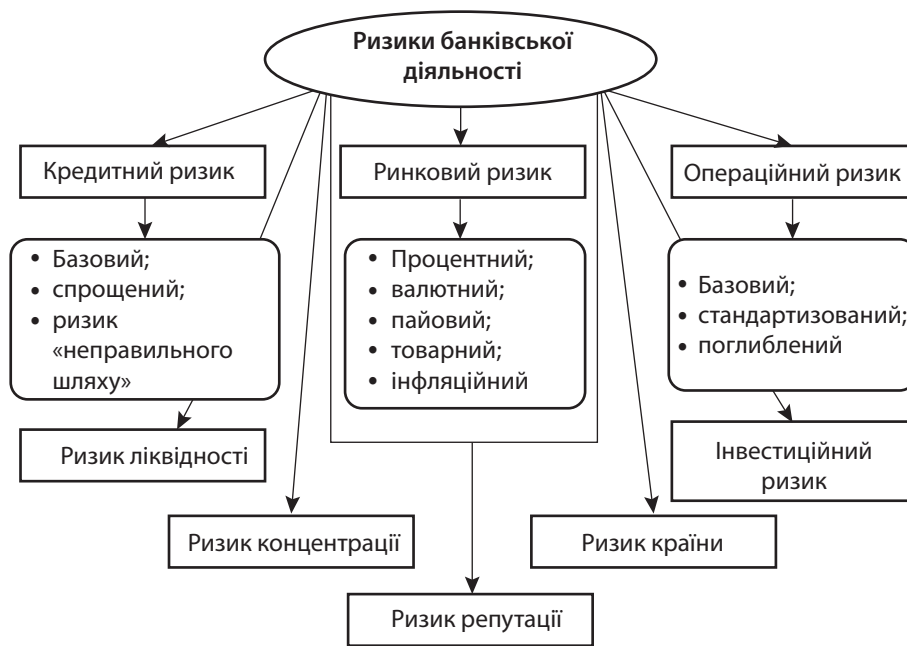 Ризики банківської
діяльності
Кредитний ризик
Ринковий ризик
Операційний ризик
• Базовий;
• спрощений;
• ризик
«неправильного
шляху»
• Процентний;
• валютний;
• пайовий;
• товарний;
• інфляційний
• Базовий;
• стандартизований;
• поглиблений
Ризик ліквідності
Інвестиційний
ризик
Ризик концентрації
Ризик країни
Ризик репутації